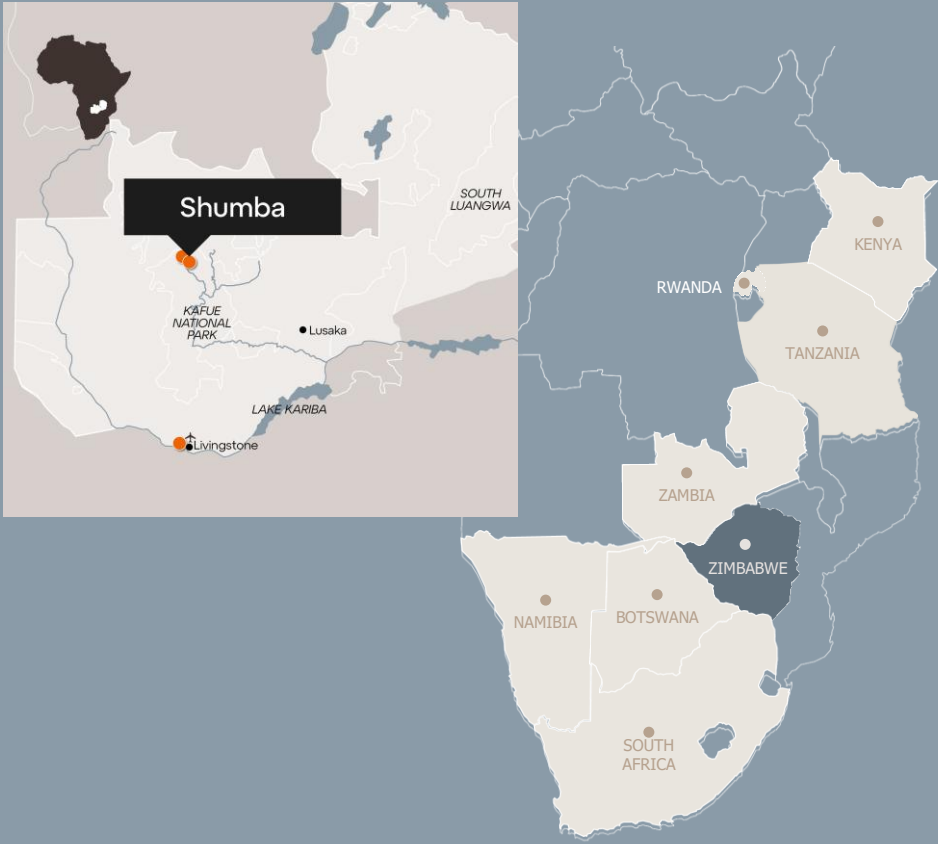 Shumba
SOUTH
LUANGWA
KAFUE
NATIONAL
PARK
Lusaka
LAKE KARIBA
Livingstone
KENYA
RWANDA
TANZANIA
ZAMBIA
ZIMBABWE
NAMIBIA
BOTSWANA
SOUTH
AFRICA